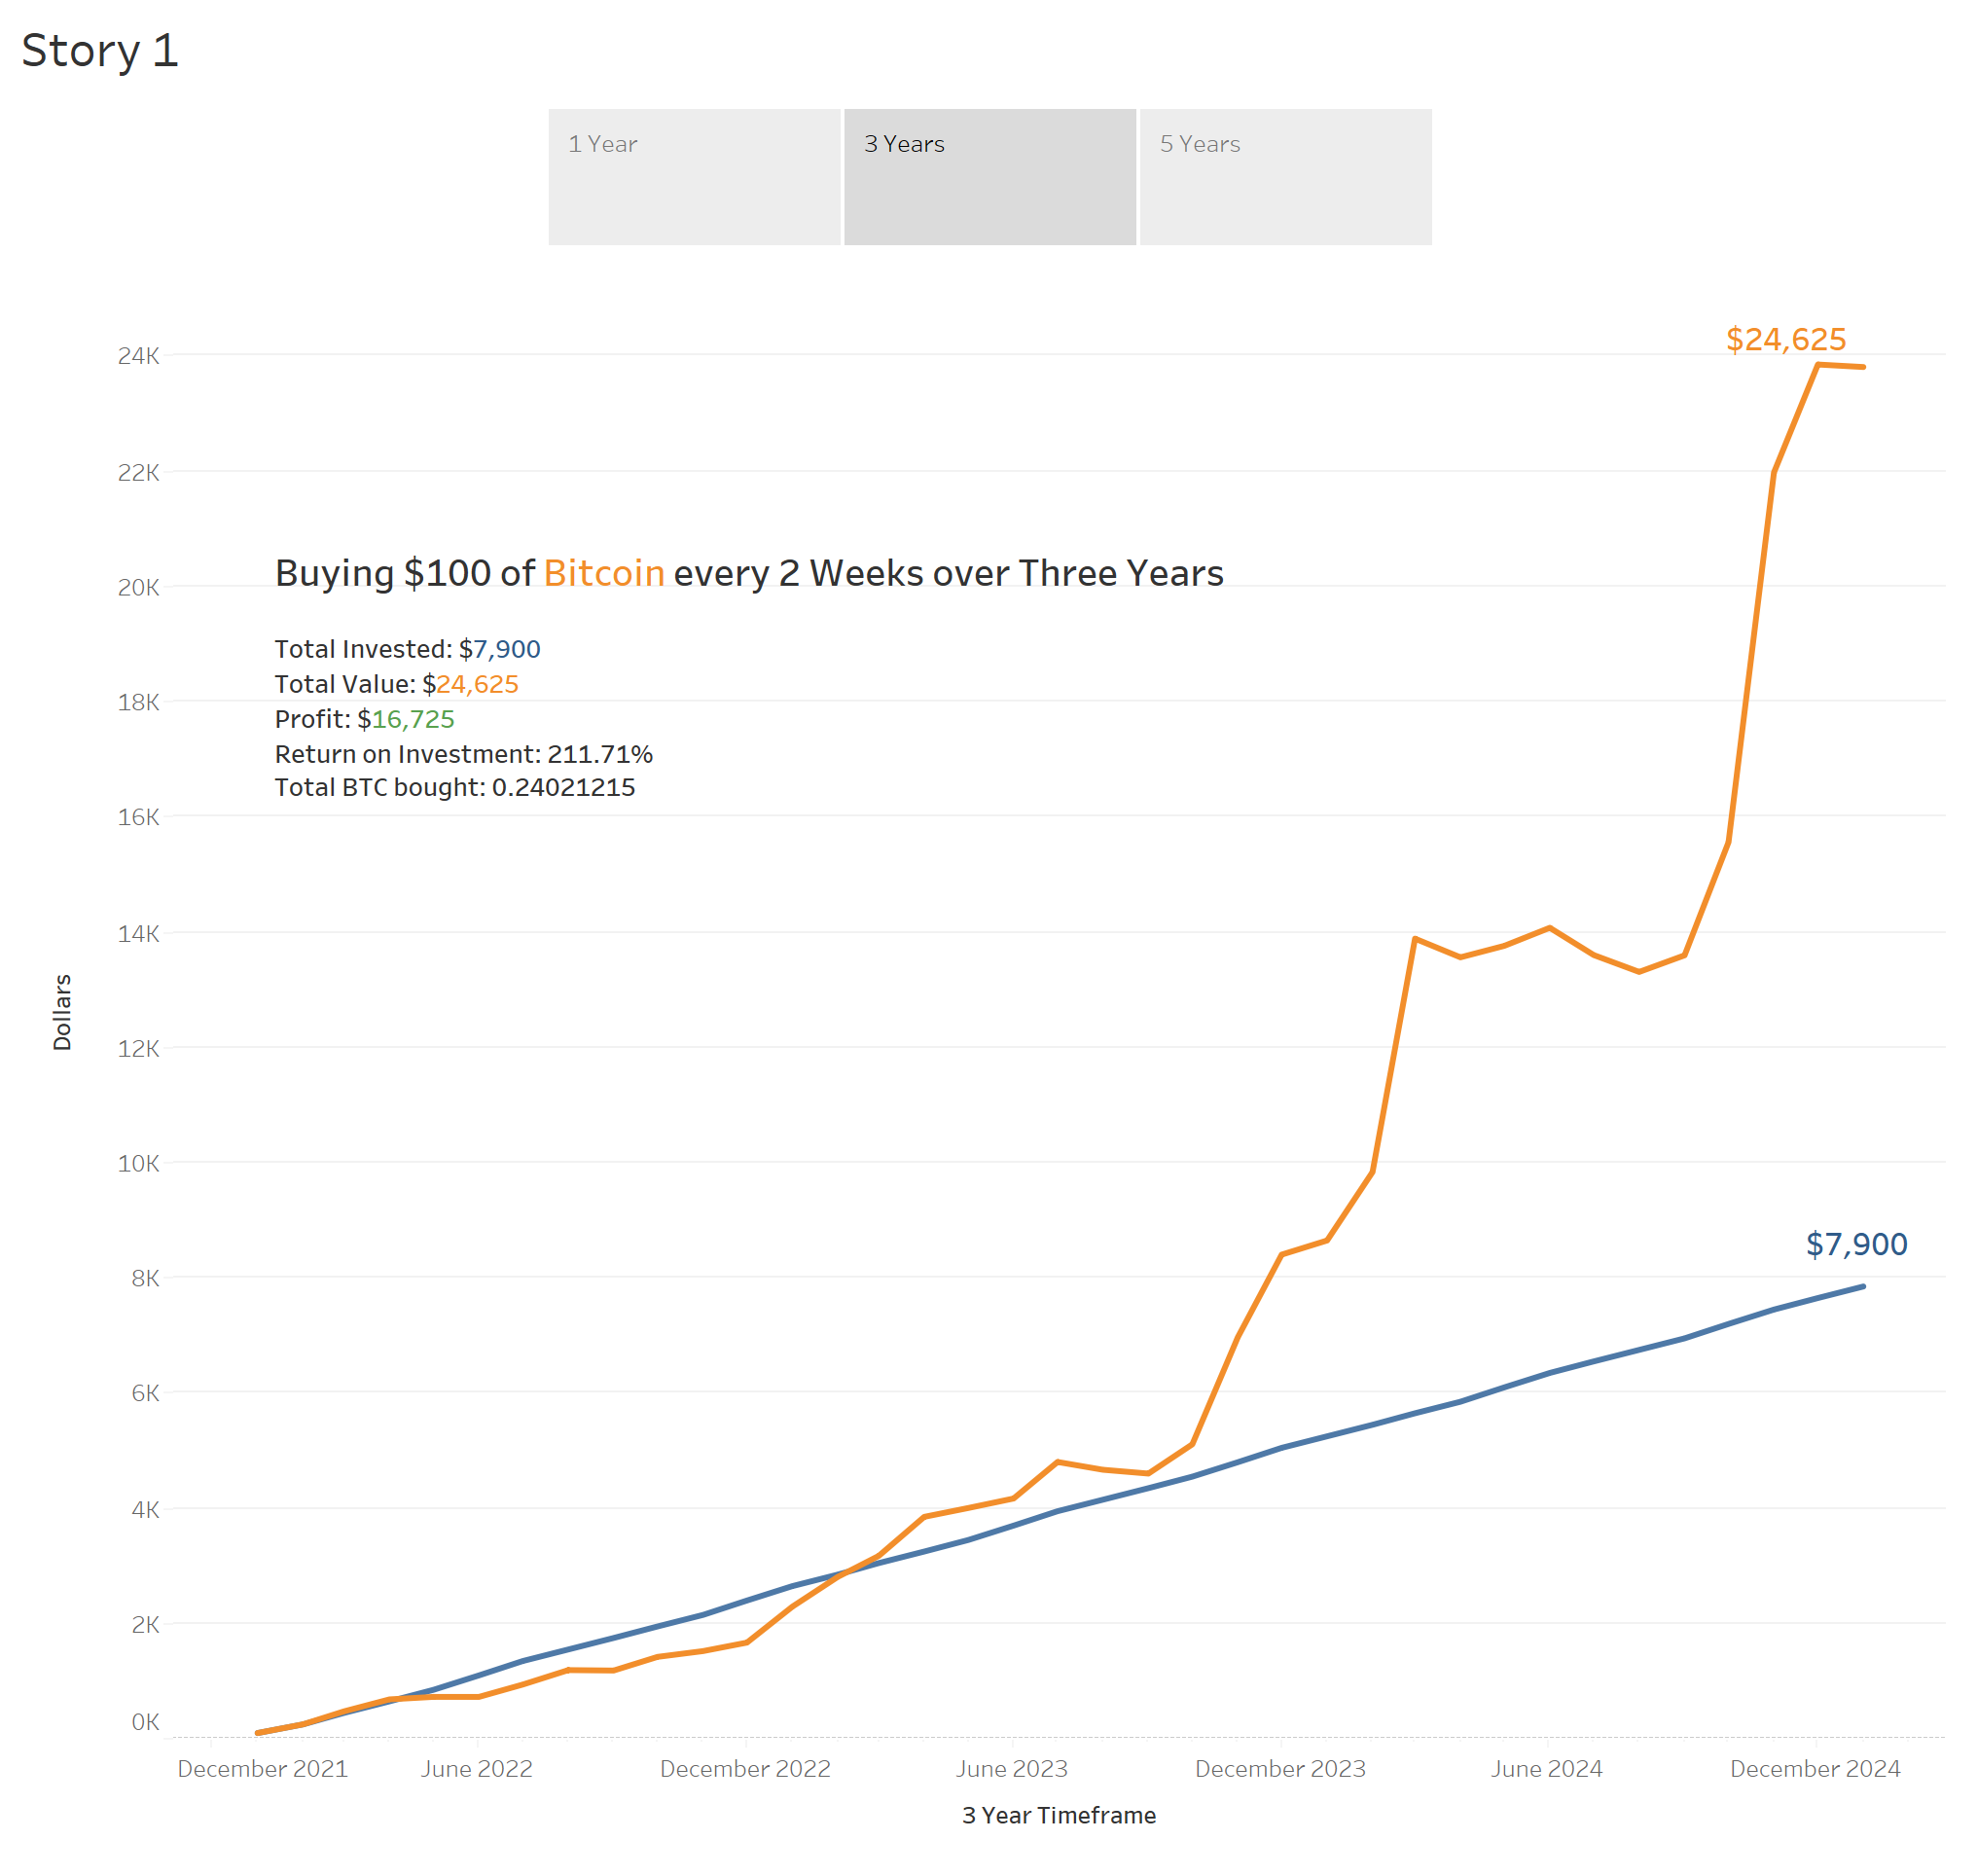 Story 1
1 Year
3 Years
5 Years
$24,625
24K
22K
Buying $100 of Bitcoin every 2 Weeks over Three Years
20K
Total Invested: $7,900
Total Value: $24,625
18K
Profit: $16,725
Return on Investment: 211.71%
Total BTC bought: 0.24021215
16K
14K
Dollars
12K
10K
$7,900
8K
6K
4K
2K
0K
December 2021 June 2022 December 2022 June 2023 December 2023 June 2024 December 2024
3 Year Timeframe